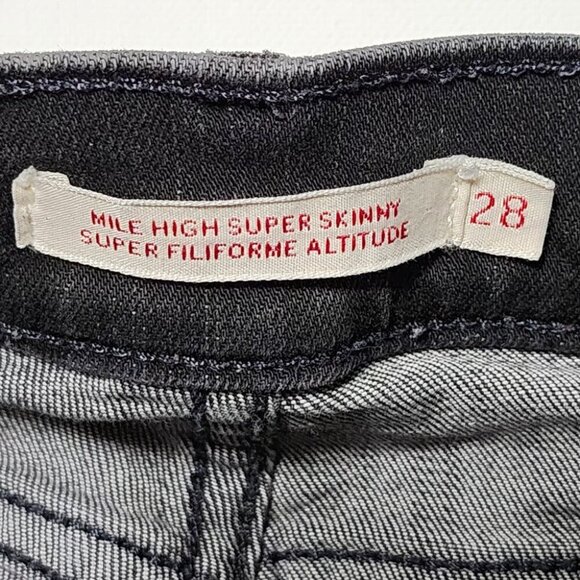 MILE HIGH SUPER SKINNY
SUPER FILIFORME ALTITUDE
28